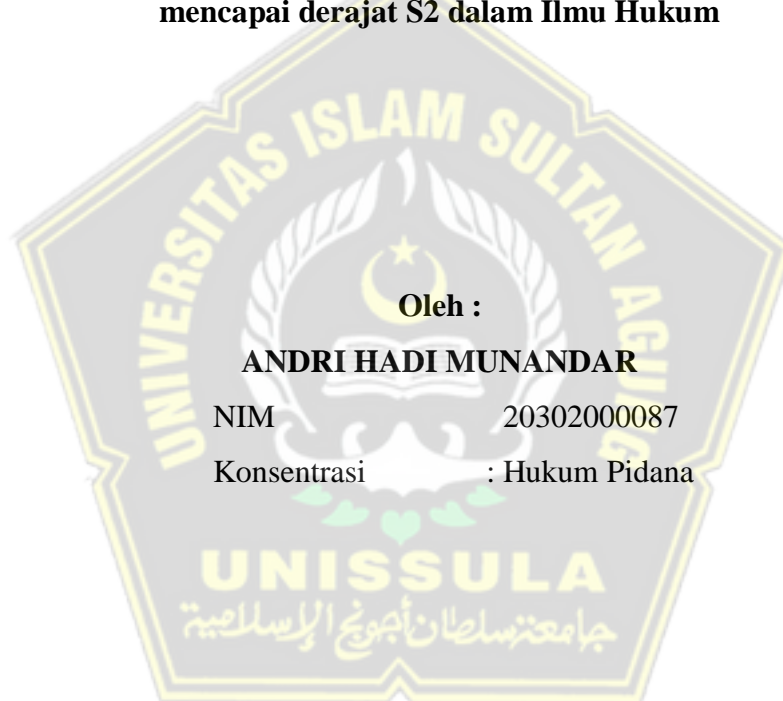 mencapai derajat S2 dalam Ilmu Hukum
UNIVERSITAS ISLAM SULTAN AGUNG
Oleh :
ANDRI HADI MUNANDAR
NIM 20302000087
Konsentrasi : Hukum Pidana
UNISSULA
جامعة سلطان أجونج الإسلامية